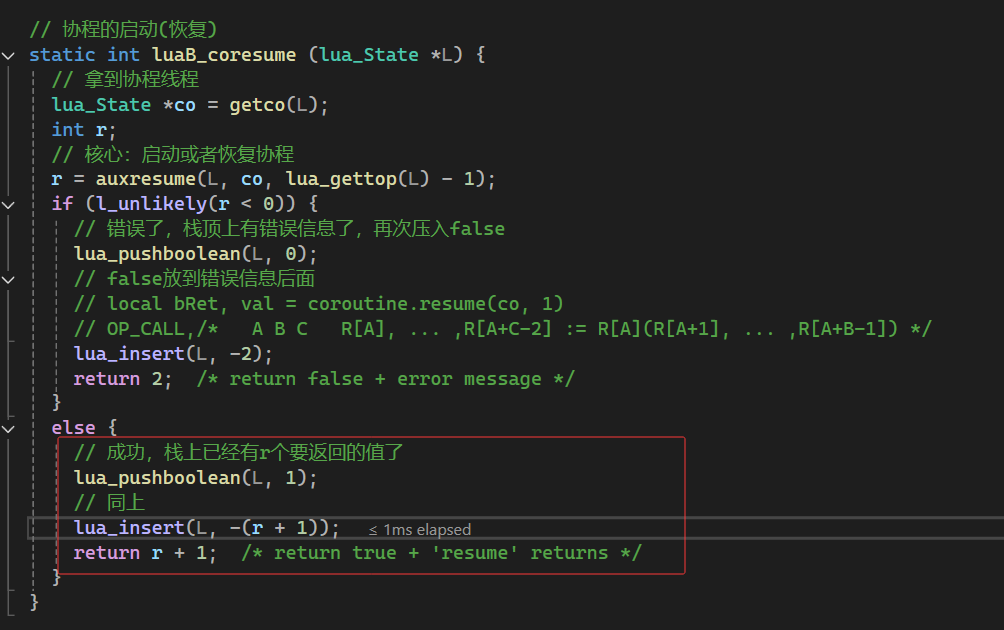 // 协程的启动(恢复)
static int luaB_coresume (lua_State *L) {
// 拿到协程线程
lua_State *co = getco(L);
int r;
// 核心: 启动或者恢复协程
r = auxresume(L, co, lua_gettop(L) - 1);
if (l_unlikely(r < 0)) {
// 错误了, 栈顶上有错误信息了, 再次压入false
lua_pushboolean(L, 0);
// false放到错误信息后面
// local bRet, val = coroutine.resume(co, 1)
// OP_CALL,/*   A B C   R[A], ... ,R[A+C-2] := R[A](R[A+1], ... ,R[A+B-1]) */
lua_insert(L, -2);
return 2;  /* return false + error message */
}
else {
// 成功, 栈上已经有r个要返回的值了
lua_pushboolean(L, 1);
// 同上
lua_insert(L, -(r + 1));   ≤ 1ms elapsed
return r + 1;  /* return true + 'resume' returns */
}
}